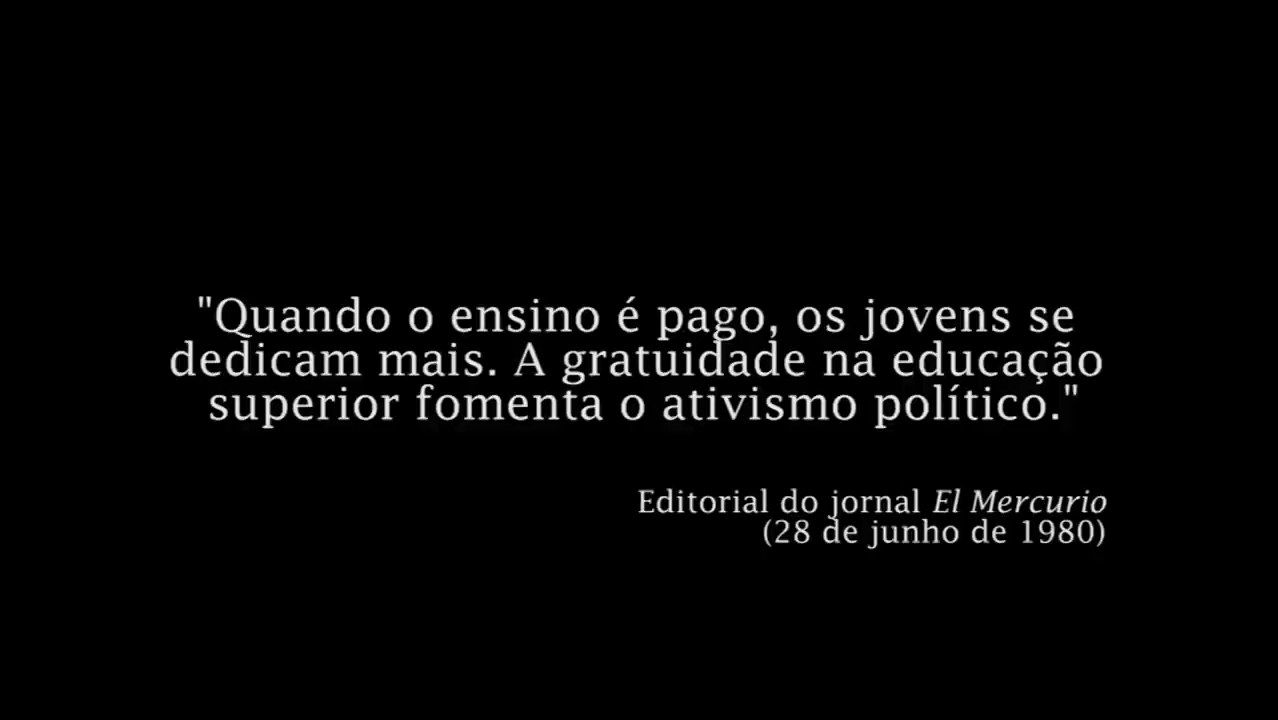 "Quando o ensino é pago, os jovens se
dedicam mais. A gratuidade na educação
superior fomenta o ativismo político."
Editorial do jornal El Mercurio
(28 de junho de 1980)